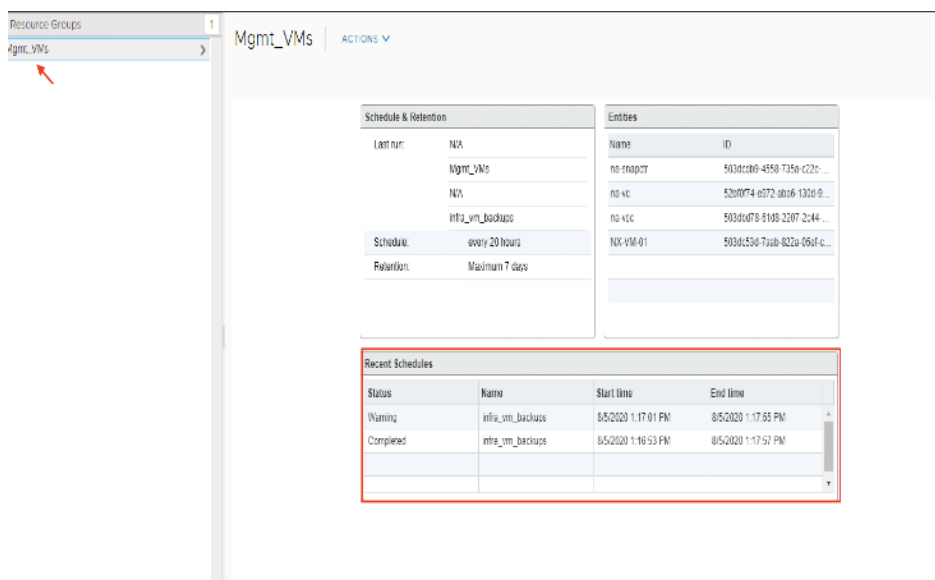 Resource Groups
1
Mgmt_VMs
Mgmt_VMs
ACTIONS
Schedule & Retention
Last run: N/A
Mgmt_VMs
N/A
infra_vm_backups
Schedule: every 20 hours
Retention: Maximum 7 days
Entities
Name ID
na-snapctr
na-vc
na-vsc
NX-VM-01
Recent Schedules
Status Name Start time End time
Warning infra_vm_backups 8/5/2020 1:17:01 PM 8/5/2020 1:17:55 PM
Completed infra_vm_backups 8/5/2020 1:16:53 PM 8/5/2020 1:17:57 PM